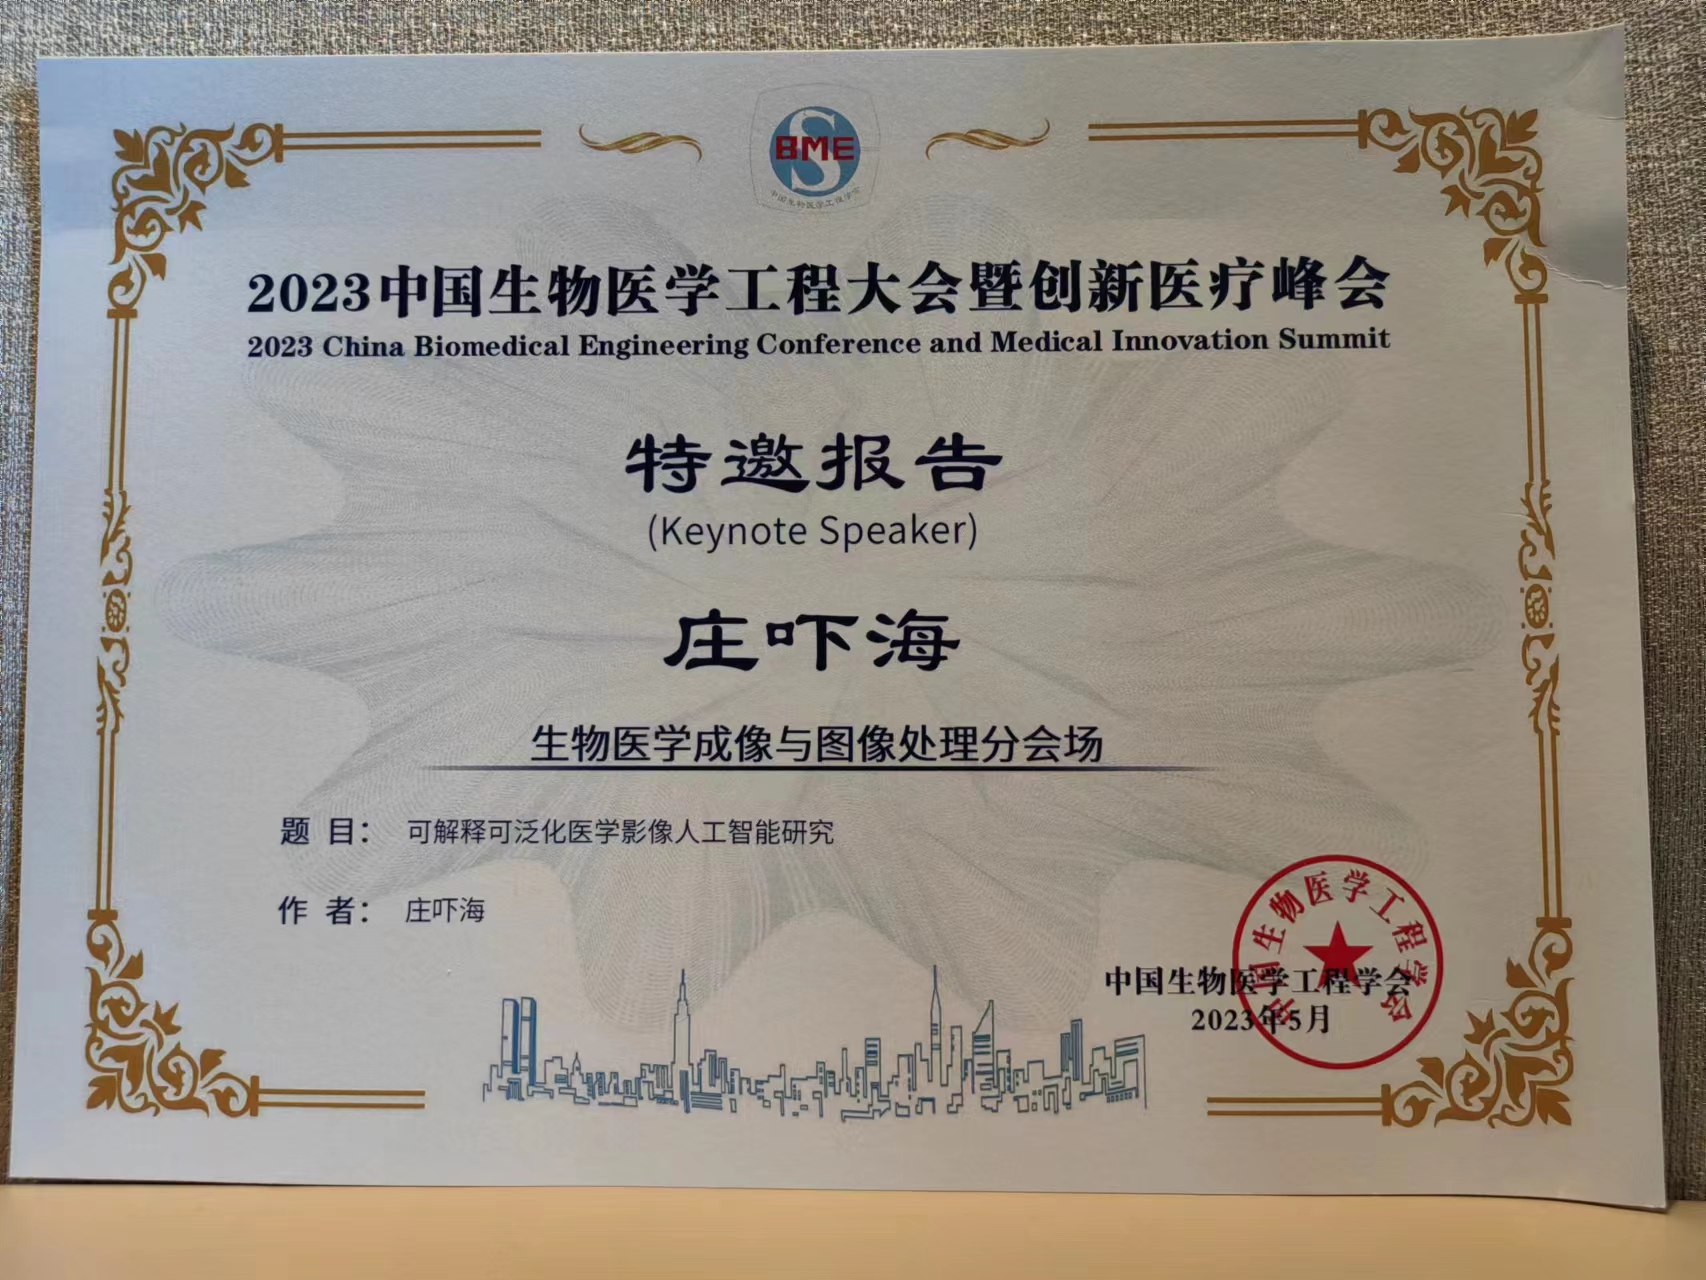 BME
中国生物医学工程学会
2023中国生物医学工程大会暨创新医疗峰会
2023 China Biomedical Engineering Conference and Medical Innovation Summit
特邀报告
(Keynote Speaker)
庄吓海
生物医学成像与图像处理分会场
题 目： 可解释可泛化医学影像人工智能研究
作 者： 庄吓海
中国生物医学工程学会
2023年5月
中国生物医学工程学会